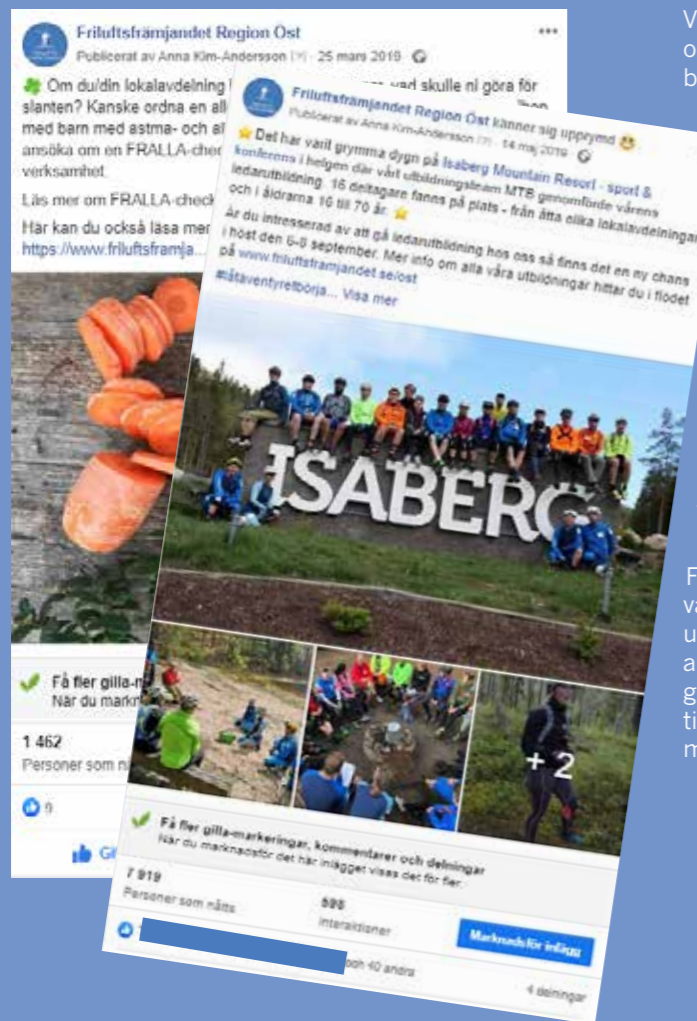 Friluftsfrämjandet Region Öst
Publicerat av Anna Kim-Andersson [?] · 25 mars 2019
Om du/din lokalavdelning vad skulle ni göra för
slanten? Kanske ordna en
med barn med astma- och
ansöka om en
verksamhet.
Läs mer om
Här kan du också läsa mer
https://www.friluftsframja...
Få fler
När du
1 462
Personer som
9
Friluftsfrämjandet Region Öst känner sig upprymd
Publicerat av Anna Kim-Andersson [?] · 14 maj 2019
Det har varit grymma dygn på Isaberg Mountain Resort - sport &
konferens i helgen där vårt utbildningsteam MTB genomförde vårens
ledarutbildning. 16 deltagare fanns på plats - från åtta olika lokalavdelningar
och i åldrarna 16 till 70 år.
Är du intresserad av att gå ledarutbildning hos oss så finns det en ny chans
i höst den 6-8 september. Mer info om alla våra utbildningar hittar du i flödet
på www.friluftsframjandet.se/ost
#låtäventyretbörja... Visa mer
ISABERG
+ 2
Få fler gilla-markeringar, kommentarer och delningar
När du marknadsför det här inlägget visas det för fler.
7 919
Personer som nåtts
Interaktioner
Marknadsför inlägg
och 40 andra
4 delningar